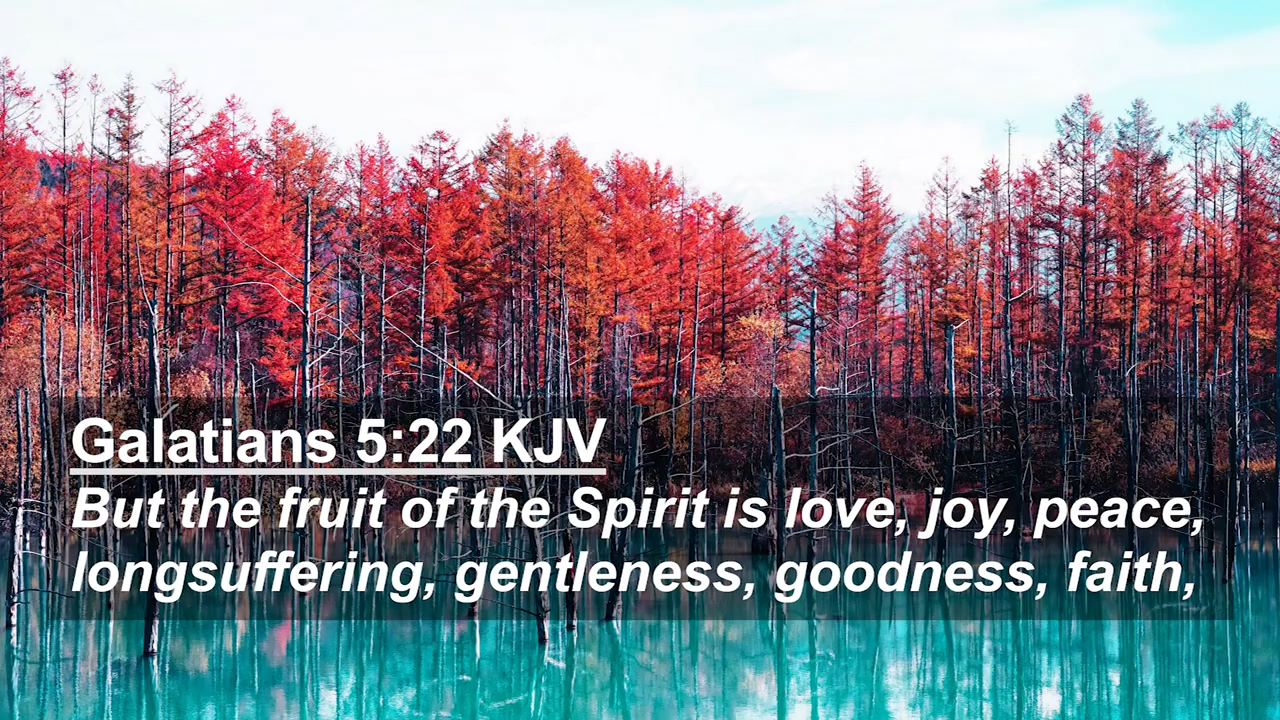 Galatians 5:22 KJV
But the fruit of the Spirit is love, joy, peace,
longsuffering, gentleness, goodness, faith,